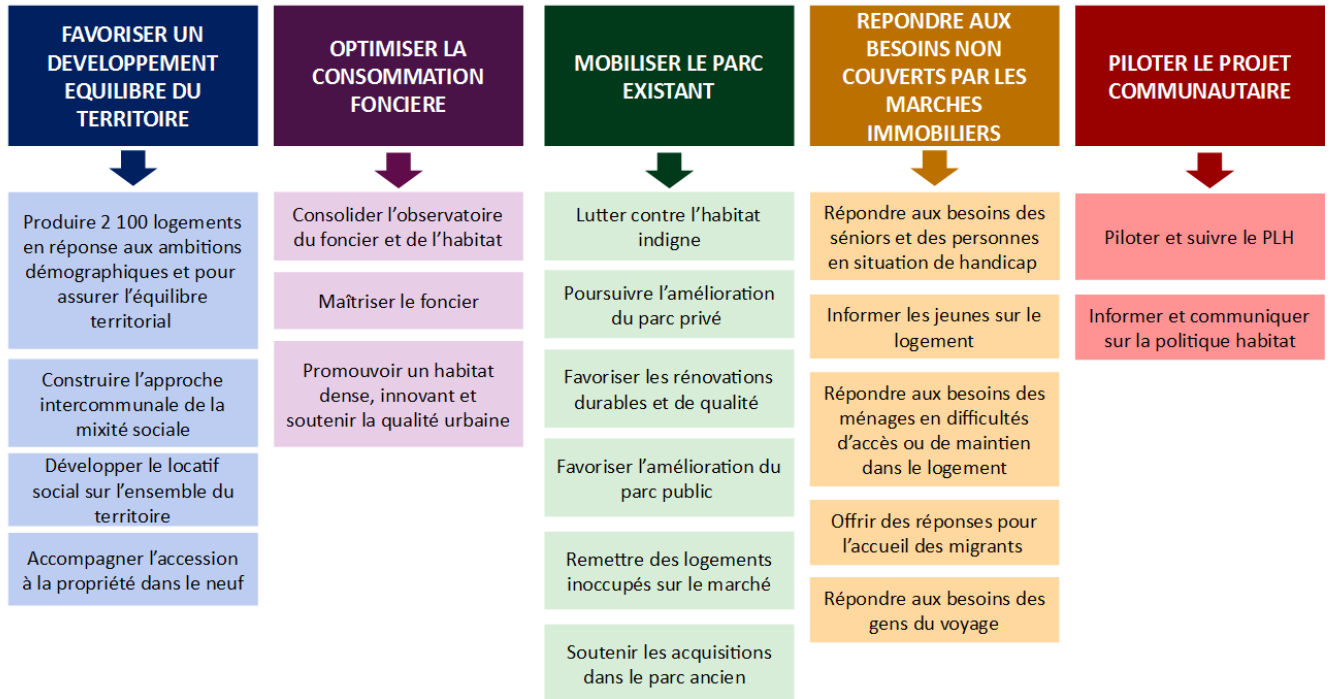 FAVORISER UN
DEVELOPPEMENT
EQUILIBRE DU
TERRITOIRE
Produire 2 100 logements
en réponse aux ambitions
démographiques et pour
assurer l’équilibre
territorial
Construire l’approche
intercommunale de la
mixité sociale
Développer le locatif
social sur l’ensemble du
territoire
Accompagner l’accession
à la propriété dans le neuf
OPTIMISER LA
CONSOMMATION
FONCIERE
Consolider l’observatoire
du foncier et de l’habitat
Maîtriser le foncier
Promouvoir un habitat
dense, innovant et
soutenir la qualité urbaine
MOBILISER LE PARC
EXISTANT
Lutter contre l’habitat
indigne
Poursuivre l’amélioration
du parc privé
Favoriser les rénovations
durables et de qualité
Favoriser l’amélioration du
parc public
Remettre des logements
inoccupés sur le marché
Soutenir les acquisitions
dans le parc ancien
REPONDRE AUX
BESOINS NON
COUVERTS PAR LES
MARCHES
IMMOBILIERS
Répondre aux besoins des
séniors et des personnes
en situation de handicap
Informer les jeunes sur le
logement
Répondre aux besoins des
ménages en difficultés
d’accès ou de maintien
dans le logement
Offrir des réponses pour
l’accueil des migrants
Répondre aux besoins des
gens du voyage
PILOTER LE PROJET
COMMUNAUTAIRE
Piloter et suivre le PLH
Informer et communiquer
sur la politique habitat